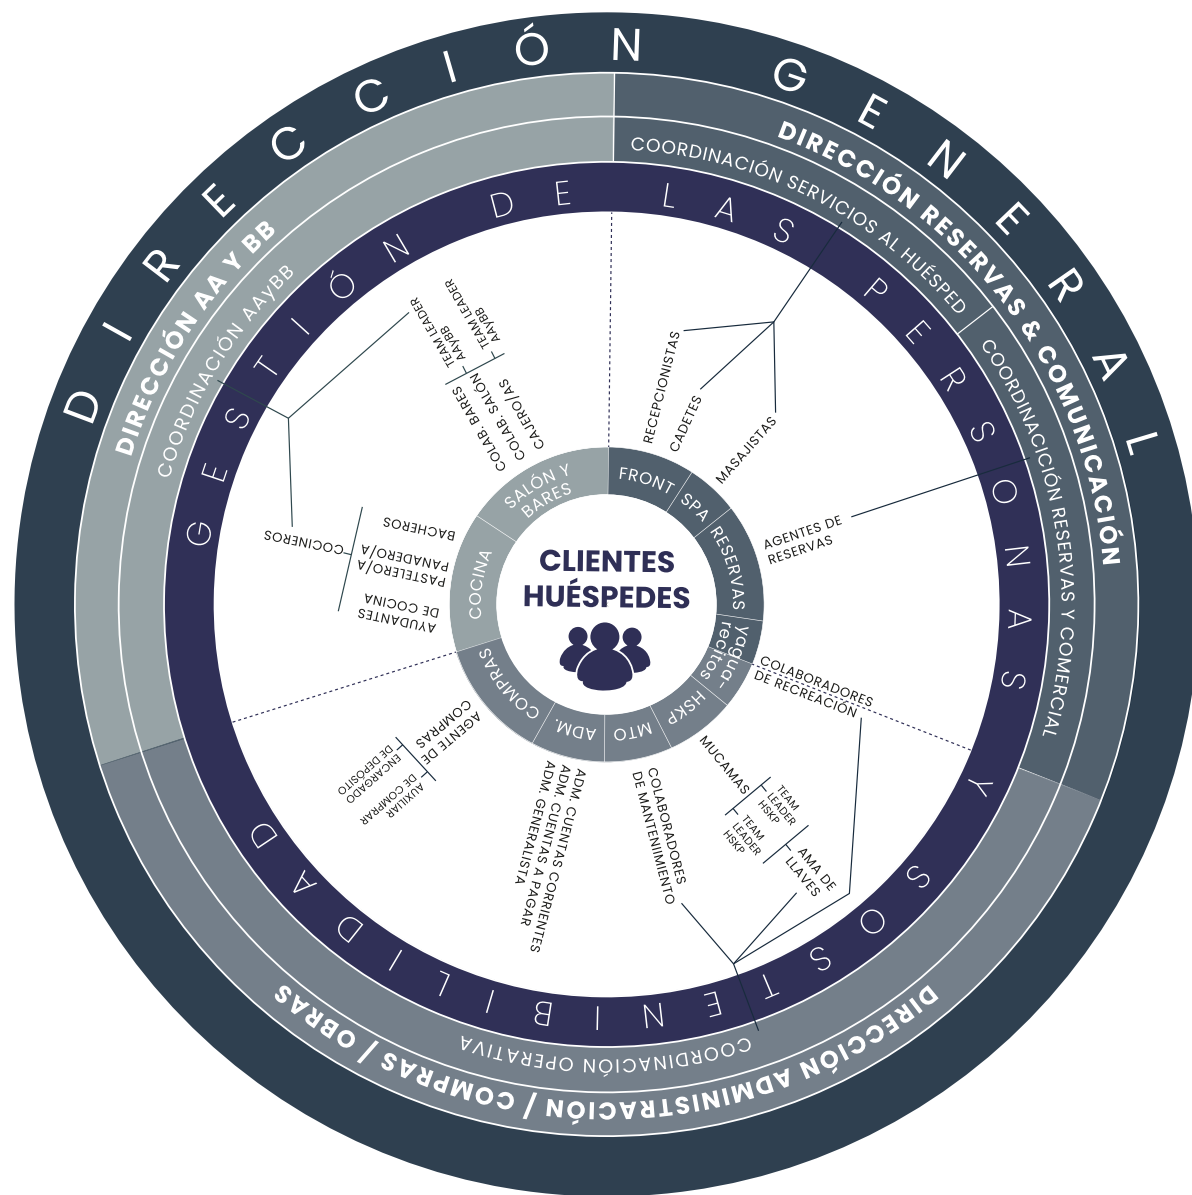 DIRECCIÓN GENERAL
DIRECCIÓN AA Y BB
COORDINACIÓN AAyBB
DIRECCIÓN RESERVAS & COMUNICACIÓN
COORDINACIÓN SERVICIOS AL HUÉSPED
COORDINACICIÓN RESERVAS Y COMERCIAL
DIRECCIÓN ADMINISTRACIÓN / COMPRAS / OBRAS
COORDINACIÓN OPERATIVA
GESTIÓN DE LAS PERSONAS Y SOSTENIBILIDAD
TEAM LEADER
AAyBB
TEAM LEADER
AAyBB
COLAB. BARES
COLAB. SALÓN
CAJERO/AS
RECEPCIONISTAS
CADETES
MASAJISTAS
AGENTES DE
RESERVAS
COLABORADORES
DE RECREACIÓN
MUCAMAS
TEAM
LEADER
HSKP
TEAM
LEADER
HSKP
AMA DE
LLAVES
COLABORADORES
DE MANTENIIMIENTO
ADM. CUENTAS CORRIENTES
ADM. CUENTAS A PAGAR
ADM. GENERALISTA
AGENTE DE
COMPRAS
AUXILIAR
DE COMPRAR
ENCARGADO
DE DEPÓSITO
COCINEROS
BACHEROS
PANADERO/A
PASTELERO/A
AYUDANTES
DE COCINA
SALÓN Y
BARES
FRONT
SPA
RESERVAS
yagua-
recitos
HSKP
MTO
ADM.
COMPRAS
COCINA
CLIENTES
HUÉSPEDES